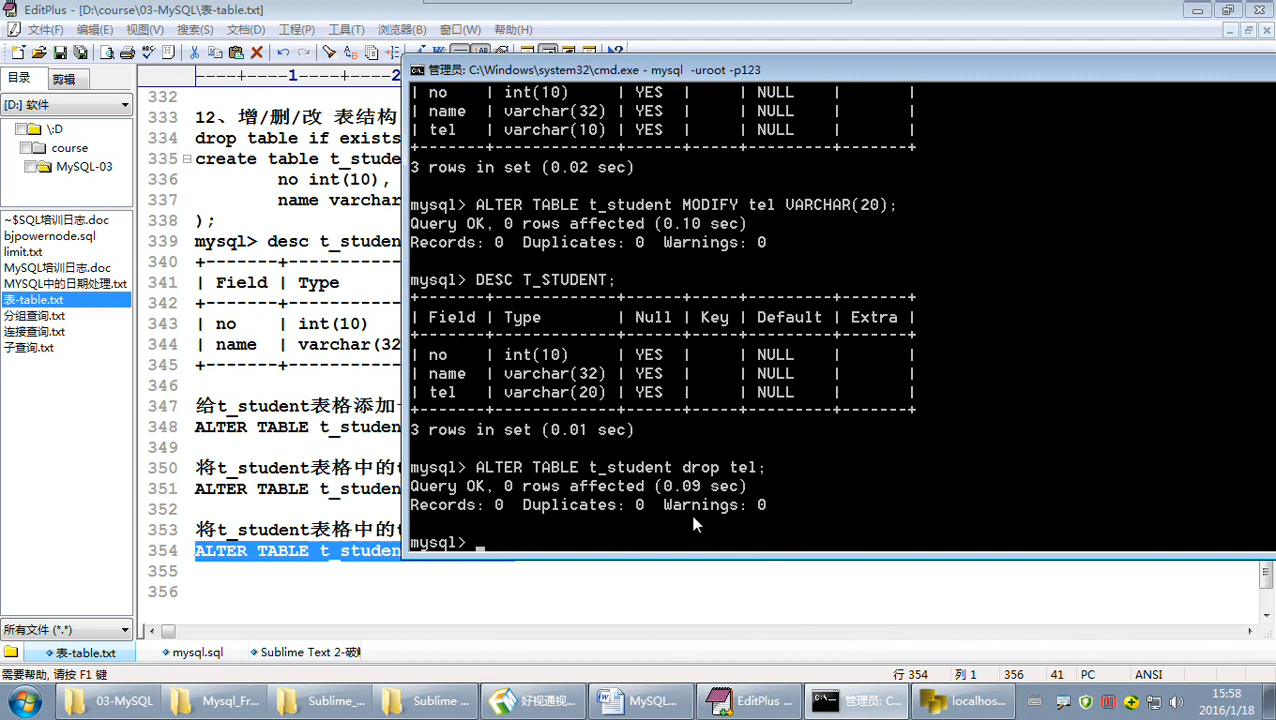 EditPlus - [D:\course\03-MySQL\表-table.txt]
文件(F) 编辑(E) 视图(V) 搜索(S) 文档(D) 工程(P) 工具(T) 浏览器(B) 窗口(W) 帮助(H)
目录 剪辑
[D:] 软件
\:D
course
MySQL-03
~$SQL培训日志.doc
bjpowernode.sql
limit.txt
MySQL培训日志.doc
MYSQL中的日期处理.txt
表-table.txt
分组查询.txt
连接查询.txt
子查询.txt
所有文件 (*.*)
----+----1----+----2
332
333 12、增/删/改 表结构
334 drop table if exists
335 create table t_stude
336 no int(10),
337 name varchar
338 );
339 mysql> desc t_studen
340 +-------+-----------
341 | Field | Type
342 +-------+-----------
343 | no | int(10)
344 | name | varchar(32
345 +-------+-----------
346
347 给t_student表格添加
348 ALTER TABLE t_studen
349
350 将t_student表格中的t
351 ALTER TABLE t_studen
352
353 将t_student表格中的t
354 ALTER TABLE t_studen
355
356
管理员: C:\Windows\system32\cmd.exe - mysql -uroot -p123
| no | int(10) | YES | | NULL | |
| name | varchar(32) | YES | | NULL | |
| tel | varchar(10) | YES | | NULL | |
+-------+-------------+------+-----+---------+-------+
3 rows in set (0.02 sec)
mysql> ALTER TABLE t_student MODIFY tel VARCHAR(20);
Query OK, 0 rows affected (0.10 sec)
Records: 0 Duplicates: 0 Warnings: 0
mysql> DESC T_STUDENT;
+-------+-------------+------+-----+---------+-------+
| Field | Type | Null | Key | Default | Extra |
+-------+-------------+------+-----+---------+-------+
| no | int(10) | YES | | NULL | |
| name | varchar(32) | YES | | NULL | |
| tel | varchar(20) | YES | | NULL | |
+-------+-------------+------+-----+---------+-------+
3 rows in set (0.01 sec)
mysql> ALTER TABLE t_student drop tel;
Query OK, 0 rows affected (0.09 sec)
Records: 0 Duplicates: 0 Warnings: 0
mysql>
表-table.txt mysql.sql Sublime Text 2-破
需要帮助, 请按 F1 键 行 354 列 1 356 41 PC ANSI
03-MySQL Mysql_Fr... Sublime_... Sublime ... 好视通视... MySQL... EditPlus ... 管理员: C... localhos...
15:58
2016/1/18